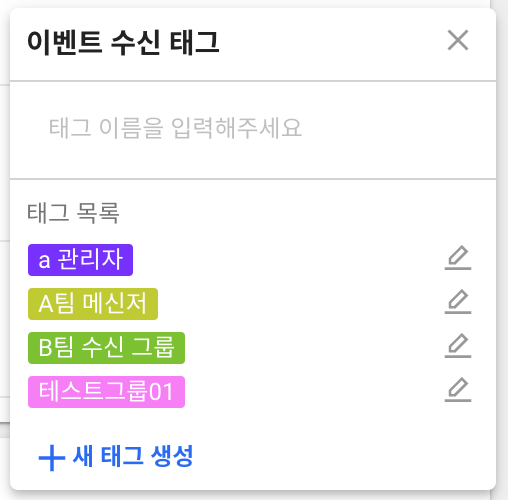 이벤트 수신 태그
태그 이름을 입력해주세요
태그 목록
a 관리자
A팀 메신저
B팀 수신 그룹
테스트그룹01
새 태그 생성